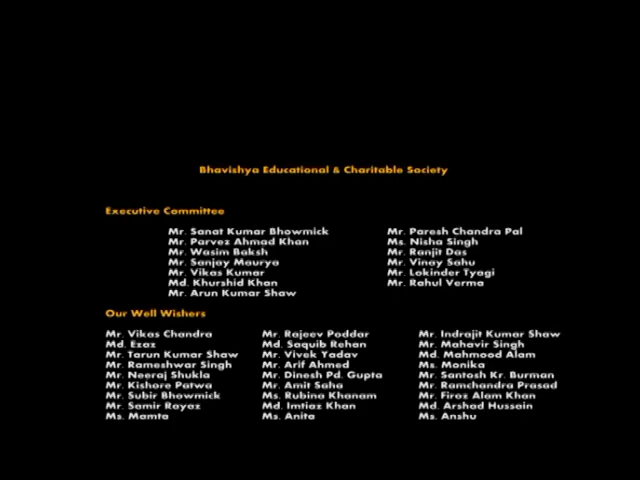 Bhavishya Educational & Charitable Society
Executive Committee
Mr. Sanat Kumar Bhowmick
Mr. Parvez Ahmad Khan
Mr. Wasim Baksh
Mr. Sanjay Maurya
Mr. Vikas Kumar
Md. Khurshid Khan
Mr. Arun Kumar Shaw
Mr. Paresh Chandra Pal
Ms. Nisha Singh
Mr. Ranjit Das
Mr. Vinay Sahu
Mr. Lokinder Tyagi
Mr. Rahul Verma
Our Well Wishers
Mr. Vikas Chandra
Md. Ezaz
Mr. Tarun Kumar Shaw
Mr. Rameshwar Singh
Mr. Neeraj Shukla
Mr. Kishore Patwa
Mr. Subir Bhowmick
Mr. Samir Rayaz
Ms. Mamta
Mr. Rajeev Poddar
Md. Saquib Rehan
Mr. Vivek Yadav
Mr. Arif Ahmed
Mr. Dinesh Pd. Gupta
Mr. Amit Saha
Ms. Rubina Khanam
Md. Imtiaz Khan
Ms. Anita
Mr. Indrajit Kumar Shaw
Mr. Mahavir Singh
Md. Mahmood Alam
Ms. Monika
Mr. Santosh Kr. Burman
Mr. Ramchandra Prasad
Mr. Firoz Alam Khan
Md. Arshad Hussain
Ms. Anshu